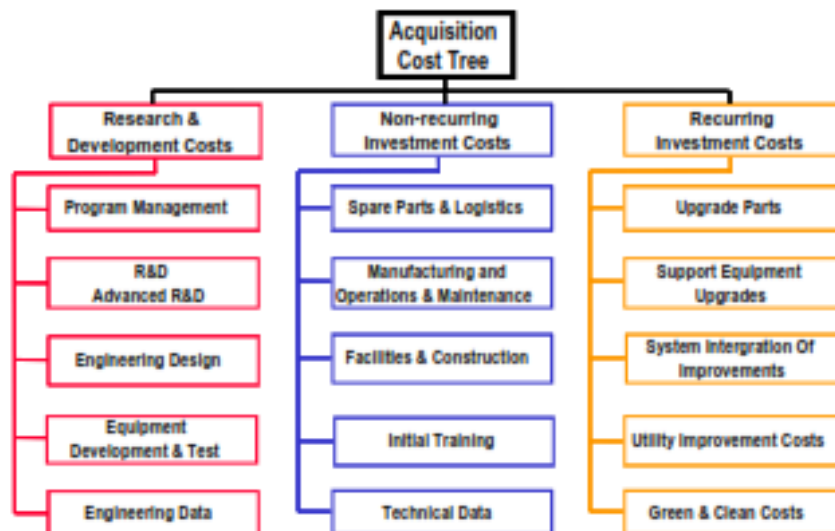 Acquisition
Cost Tree
Research &
Development Costs
Program Management
R&D
Advanced R&D
Engineering Design
Equipment
Development & Test
Engineering Data
Non-recurring
Investment Costs
Spare Parts & Logistics
Manufacturing and
Operations & Maintenance
Facilities & Construction
Initial Training
Technical Data
Recurring
Investment Costs
Upgrade Parts
Support Equipment
Upgrades
System Intergration Of
Improvements
Utility Improvement Costs
Green & Clean Costs